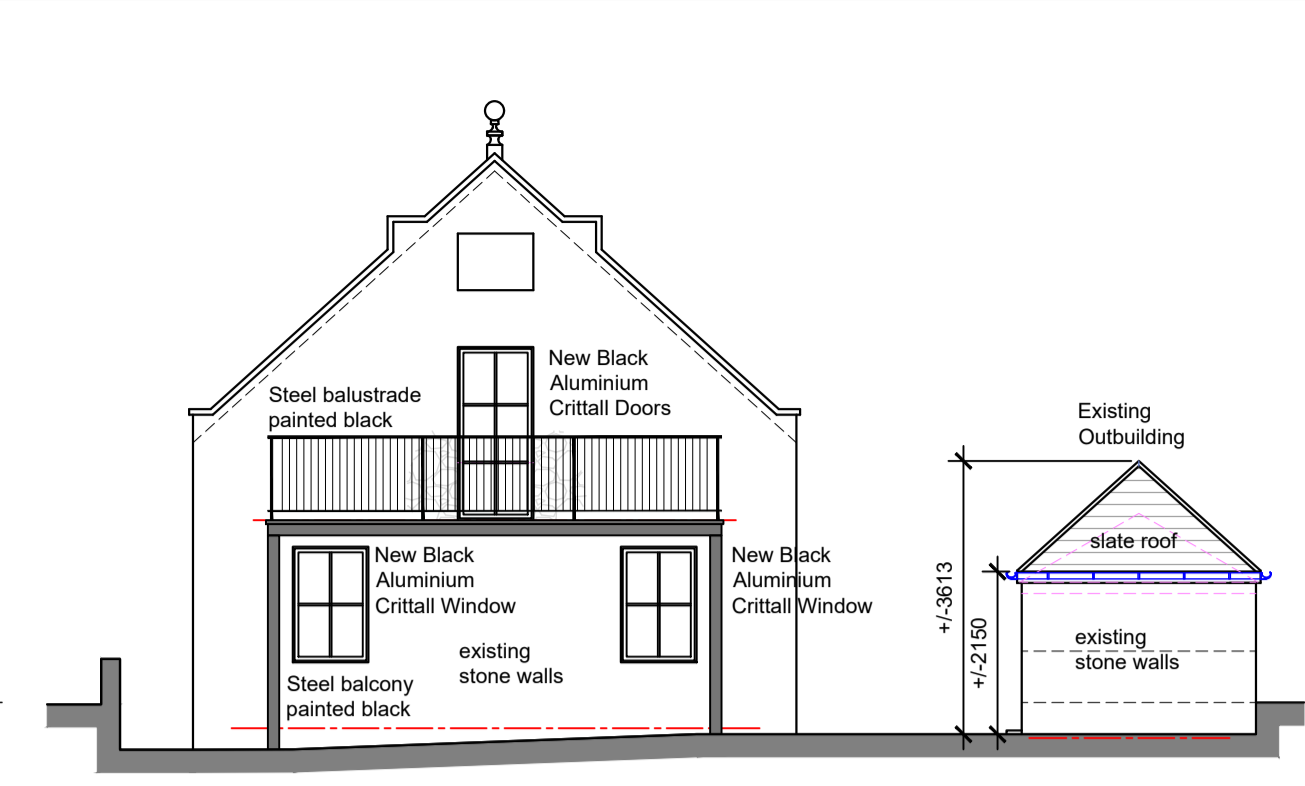 New Black
Aluminium
Crittall Doors
Steel balustrade
painted black
Existing
Outbuilding
slate roof
New Black
Aluminium
Crittall Window
New Black
Aluminium
Crittall Window
+/-3613
+/-2150
existing
stone walls
existing
stone walls
Steel balcony
painted black